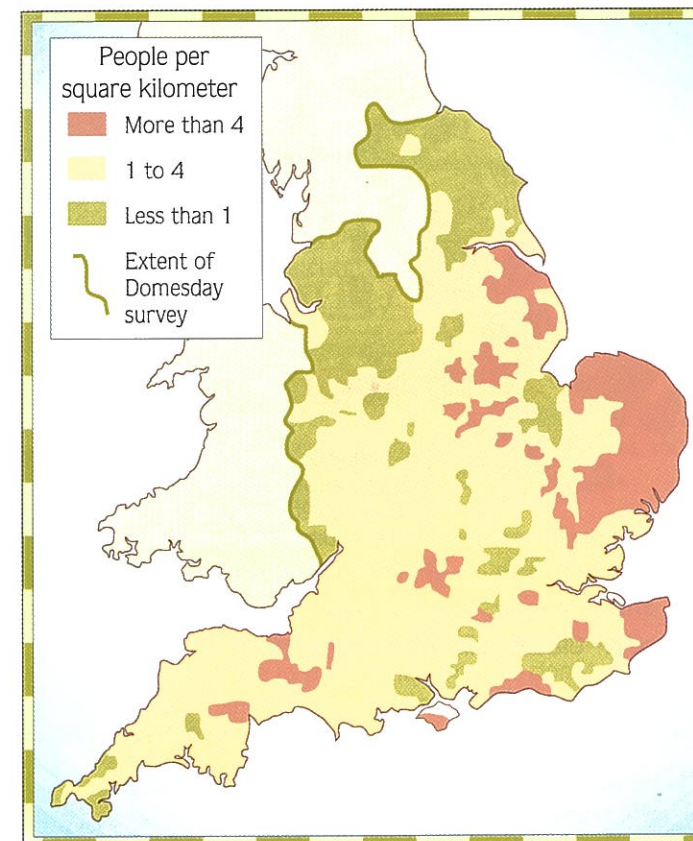 People per
square kilometer
More than 4
1 to 4
Less than 1
Extent of
Domesday
survey